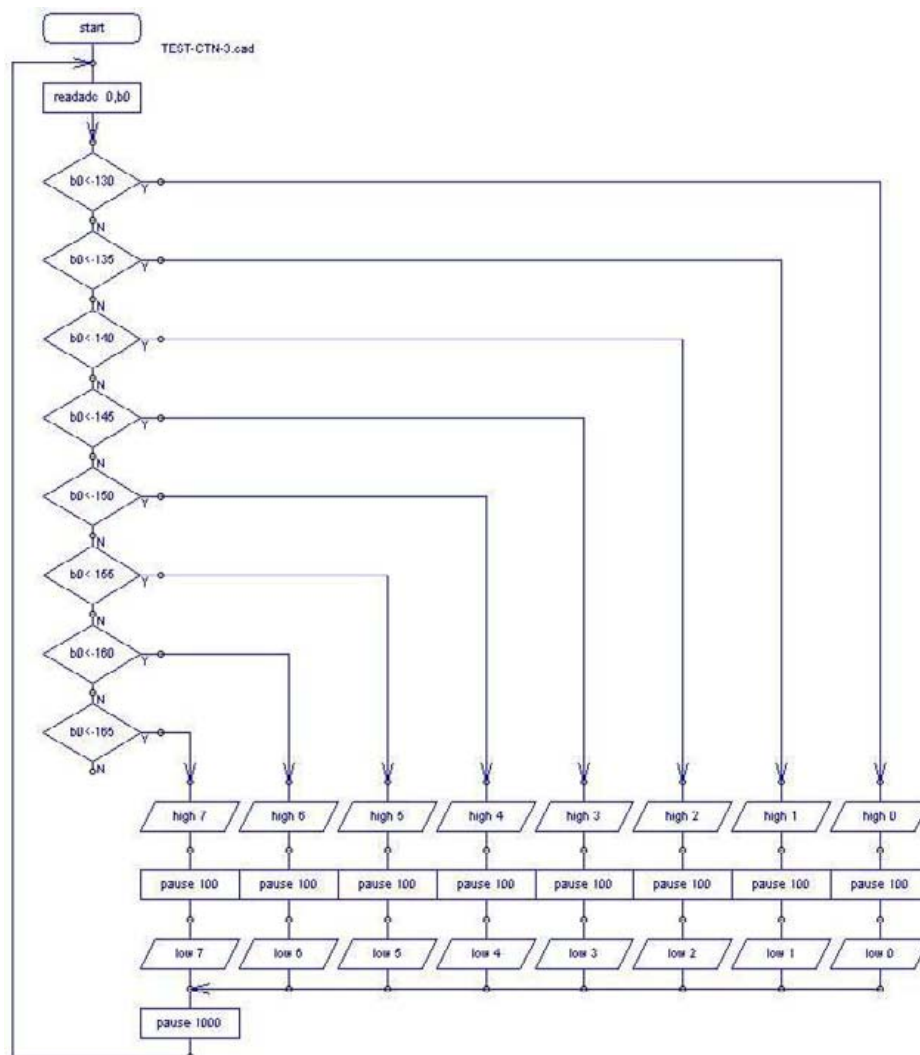 start
TEST-CTN-3.cad
readadc 0,b0
b0<-130
Y
N
b0<-135
Y
N
b0<-140
Y
N
b0<-145
Y
N
b0<-150
Y
N
b0<-155
Y
N
b0<-160
Y
N
b0<-165
Y
N
high 7 high 6 high 5 high 4 high 3 high 2 high 1 high 0
pause 100 pause 100 pause 100 pause 100 pause 100 pause 100 pause 100 pause 100
low 7 low 6 low 5 low 4 low 3 low 2 low 1 low 0
pause 1000